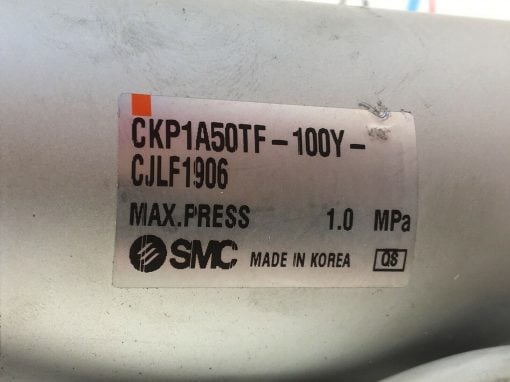 CKP1A50TF-100Y-
CJLF1906
MAX.PRESS 1.0 MPa
SMC MADE IN KOREA QS